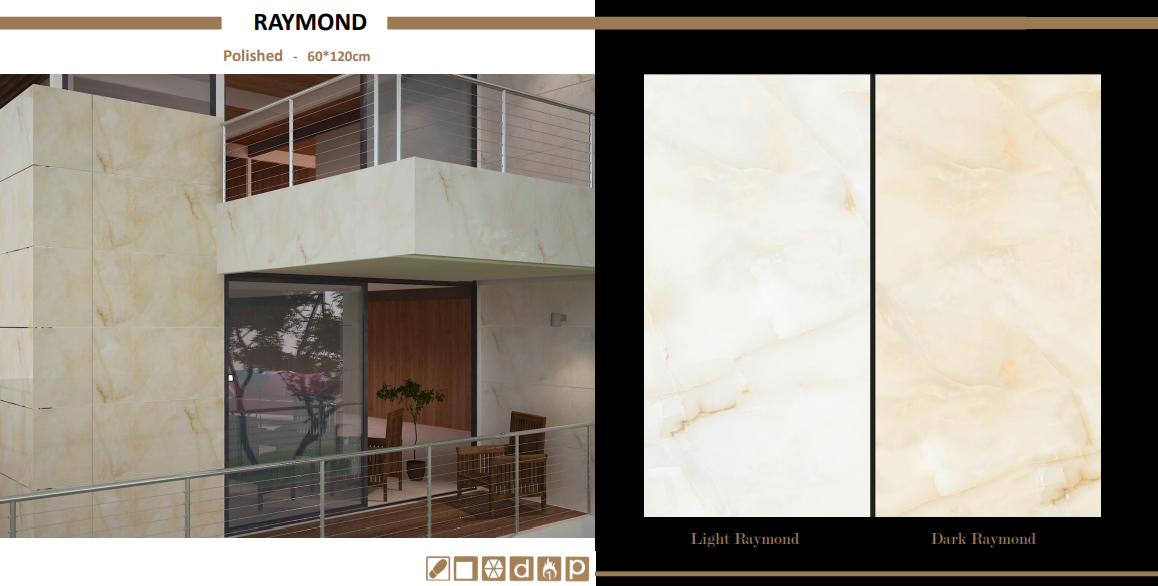 RAYMOND
Polished - 60*120cm
Light Raymond
Dark Raymond
d
p